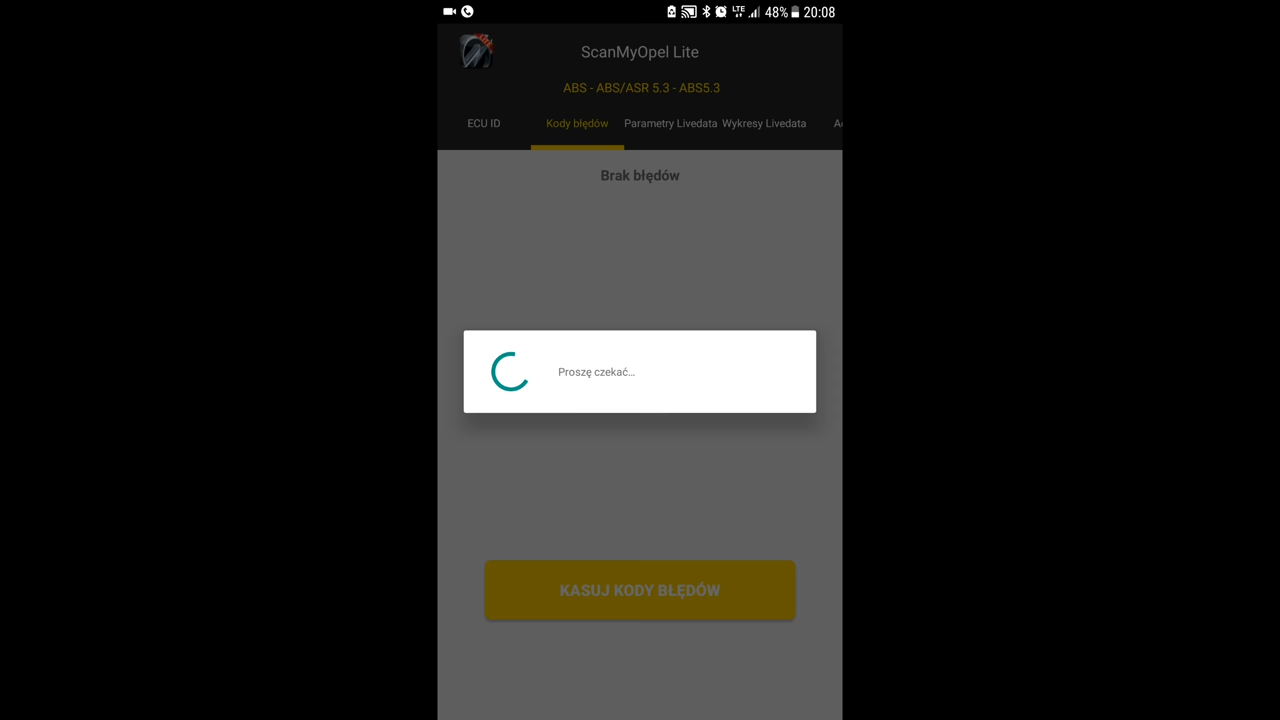 LTE 48% 20:08
ScanMyOpel Lite
ABS - ABS/ASR 5.3 - ABS5.3
ECU ID Kody błędów Parametry Livedata Wykresy Livedata
Brak błędów
Proszę czekać...
KASUJ KODY BŁĘDÓW